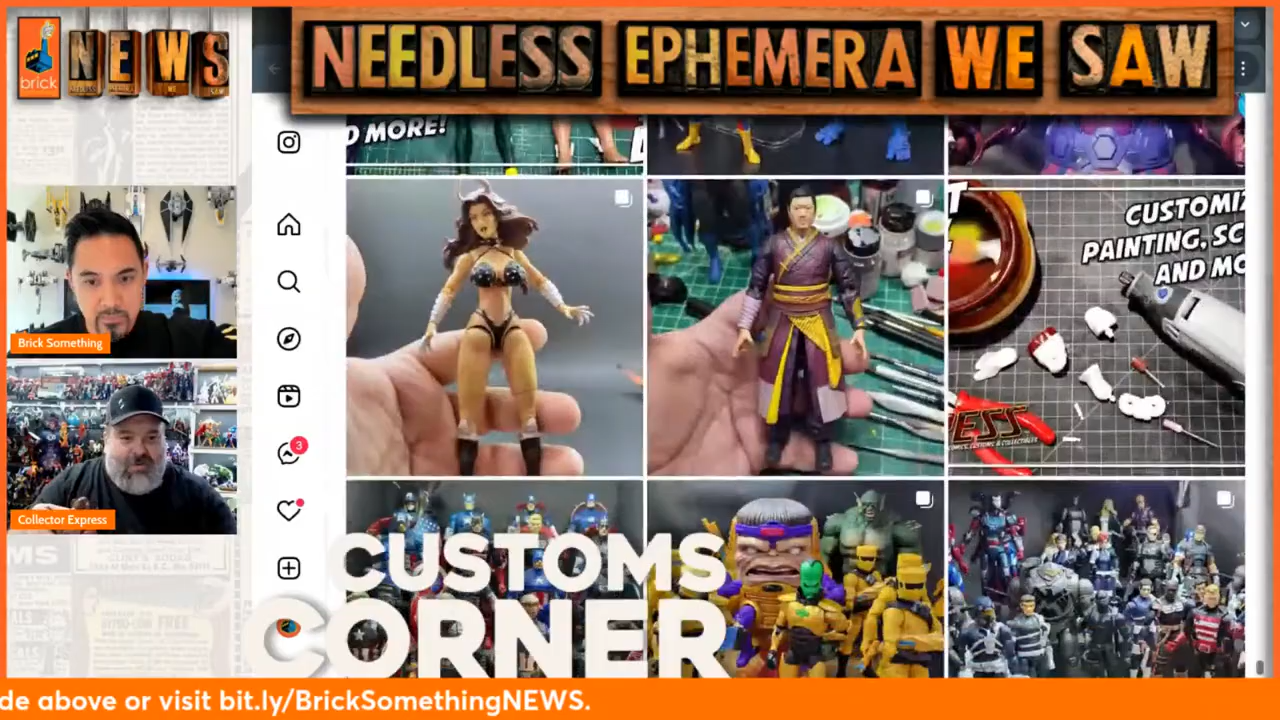 brick
NEWS
NEEDLESS EPHEMERA WE SAW
D MORE!
CUSTOMIZ
PAINTING, SC
AND MO
Brick Something
3
Collector Express
CUSTOMS
CORNER
de above or visit bit.ly/BrickSomethingNEWS.